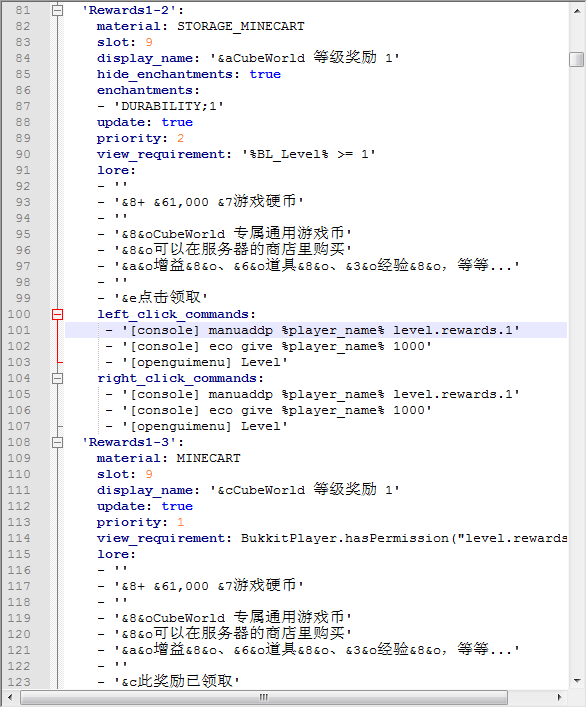 81 'Rewards1-2':
82 material: STORAGE_MINECART
83 slot: 9
84 display_name: '&aCubeWorld 等级奖励 1'
85 hide_enchantments: true
86 enchantments:
87 - 'DURABILITY;1'
88 update: true
89 priority: 2
90 view_requirement: '%BL_Level% >= 1'
91 lore:
92 - ''
93 - '&8+ &61,000 &7游戏硬币'
94 - ''
95 - '&8&oCubeWorld 专属通用游戏币'
96 - '&8&o可以在服务器的商店里购买'
97 - '&a&o增益&8&o、&6&o道具&8&o、&3&o经验&8&o，等等...'
98 - ''
99 - '&e点击领取'
100 left_click_commands:
101 - '[console] manuaddp %player_name% level.rewards.1'
102 - '[console] eco give %player_name% 1000'
103 - '[openguimenu] Level'
104 right_click_commands:
105 - '[console] manuaddp %player_name% level.rewards.1'
106 - '[console] eco give %player_name% 1000'
107 - '[openguimenu] Level'
108 'Rewards1-3':
109 material: MINECART
110 slot: 9
111 display_name: '&cCubeWorld 等级奖励 1'
112 update: true
113 priority: 1
114 view_requirement: BukkitPlayer.hasPermission("level.rewards
115 lore:
116 - ''
117 - '&8+ &61,000 &7游戏硬币'
118 - ''
119 - '&8&oCubeWorld 专属通用游戏币'
120 - '&8&o可以在服务器的商店里购买'
121 - '&a&o增益&8&o、&6&o道具&8&o、&3&o经验&8&o，等等...'
122 - ''
123 - '&c此奖励已领取'